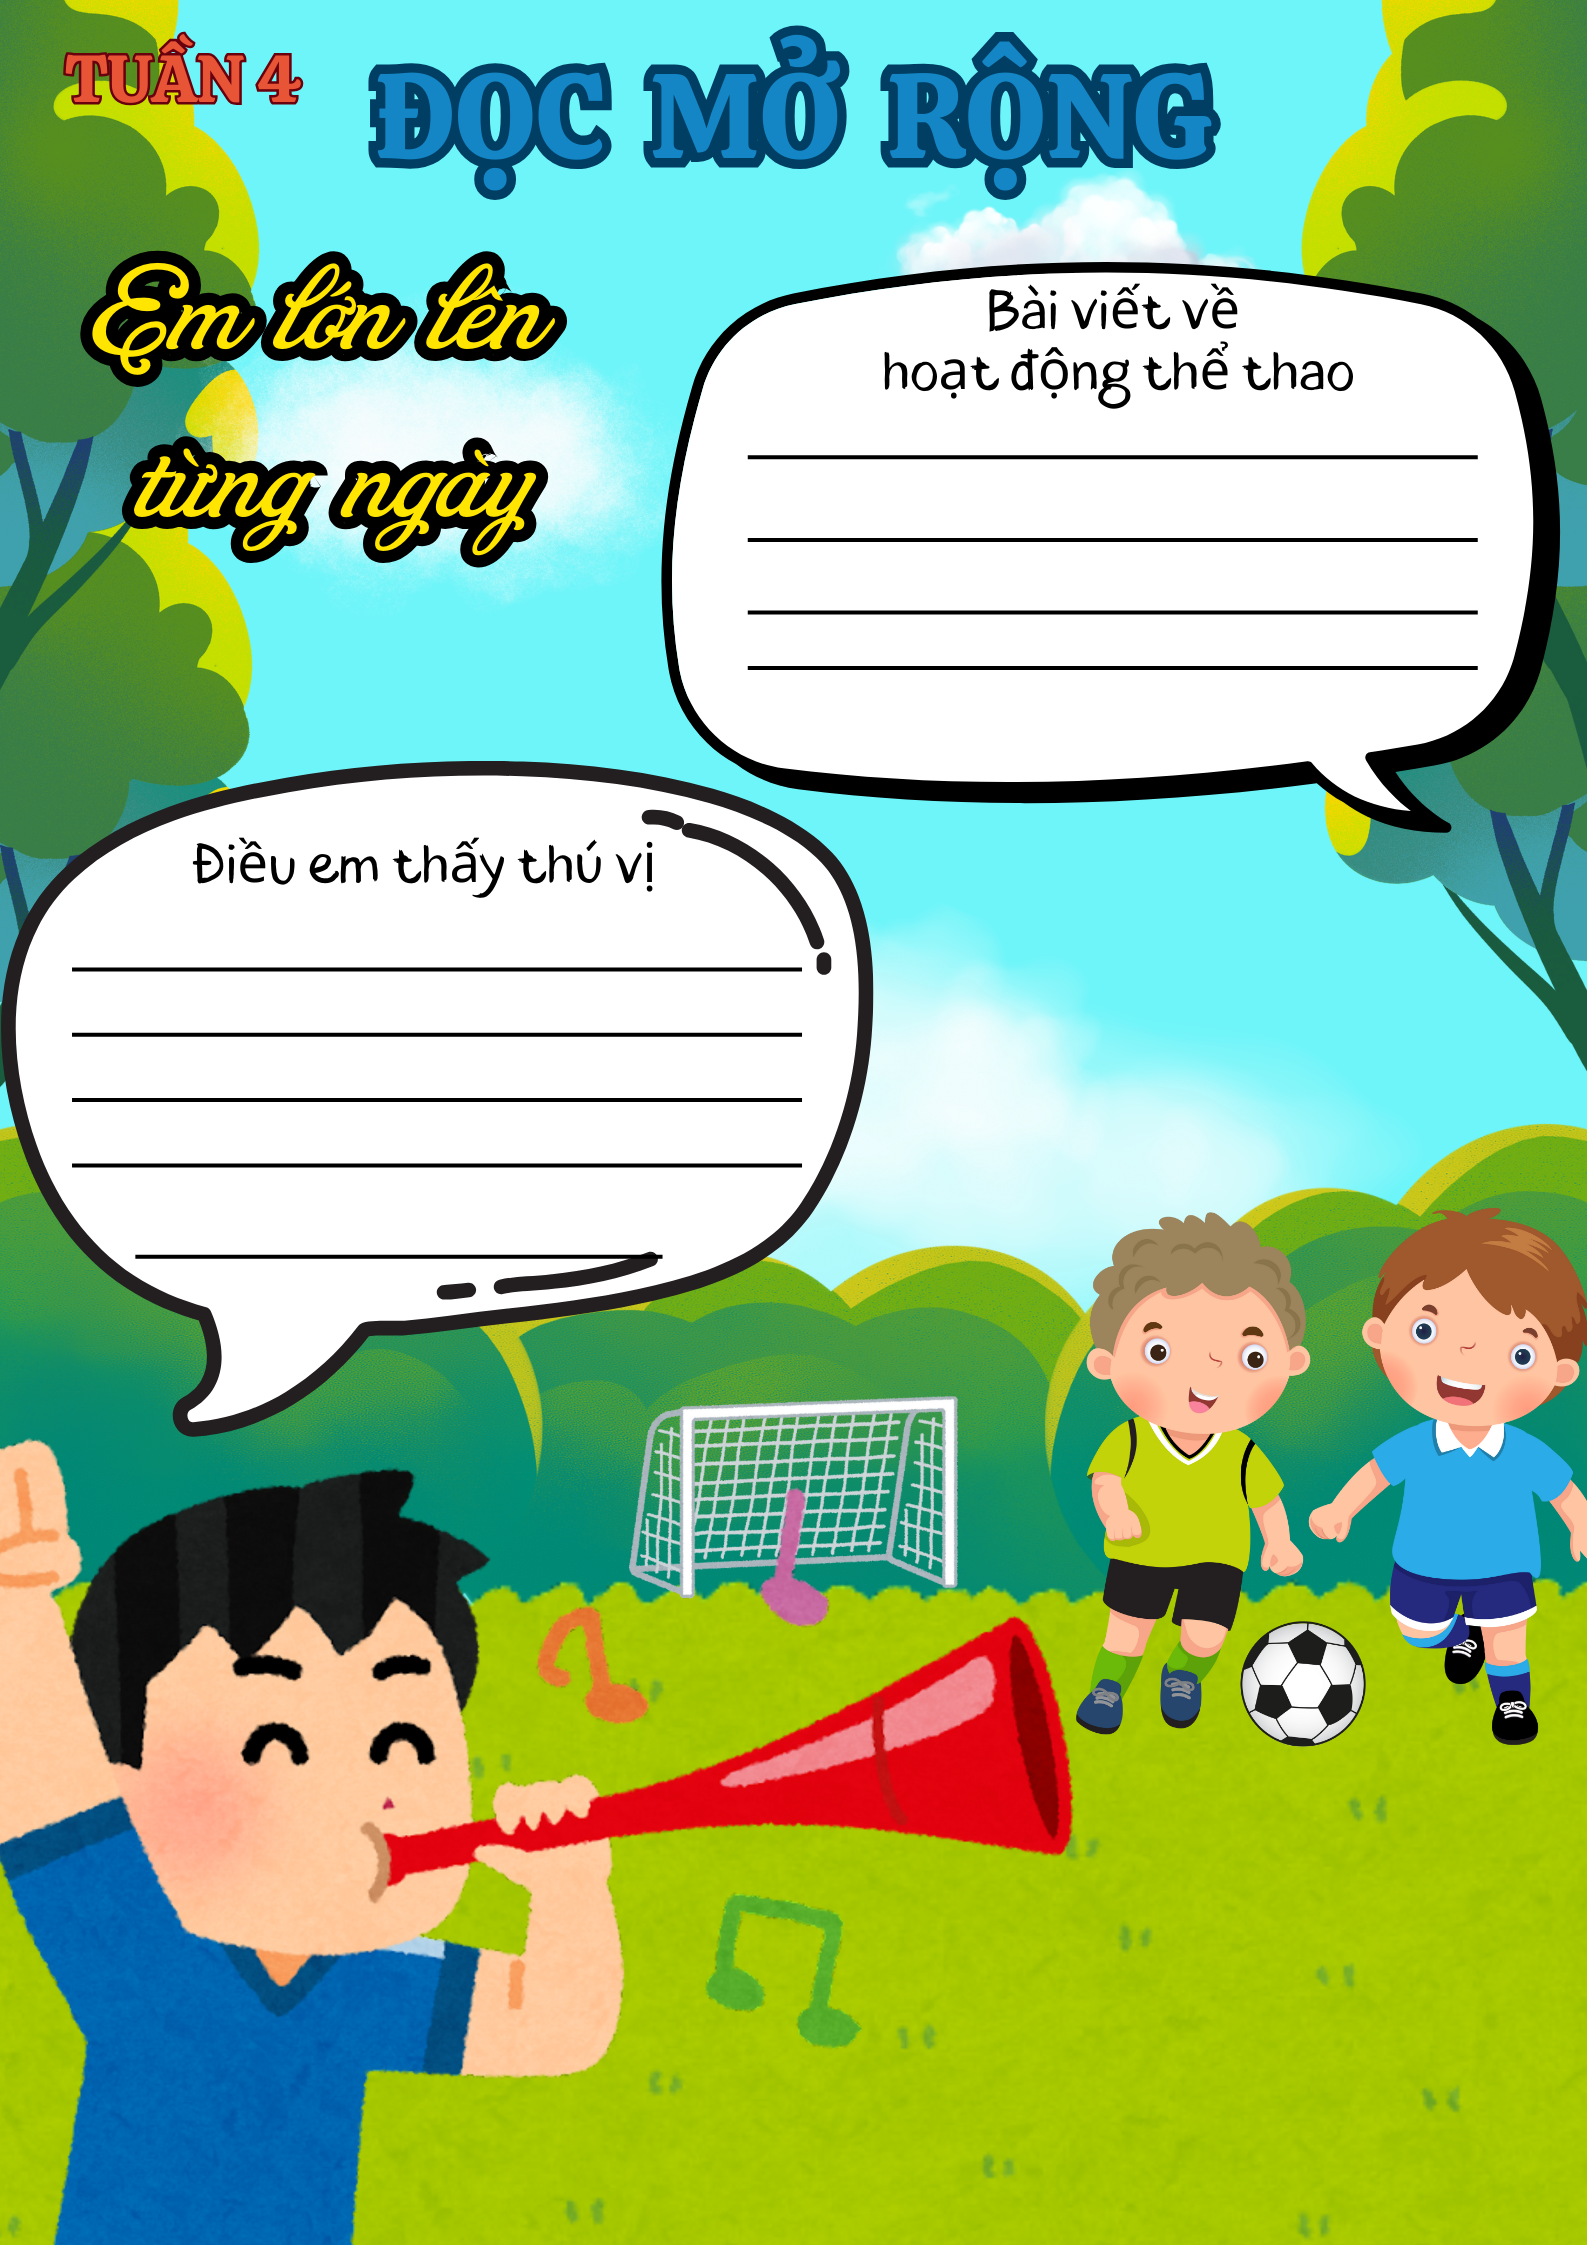 TUẦN 4
ĐỌC MỞ RỘNG
Em lớn lên
từng ngày
Bài viết về
hoạt động thể thao
Điều em thấy thú vị